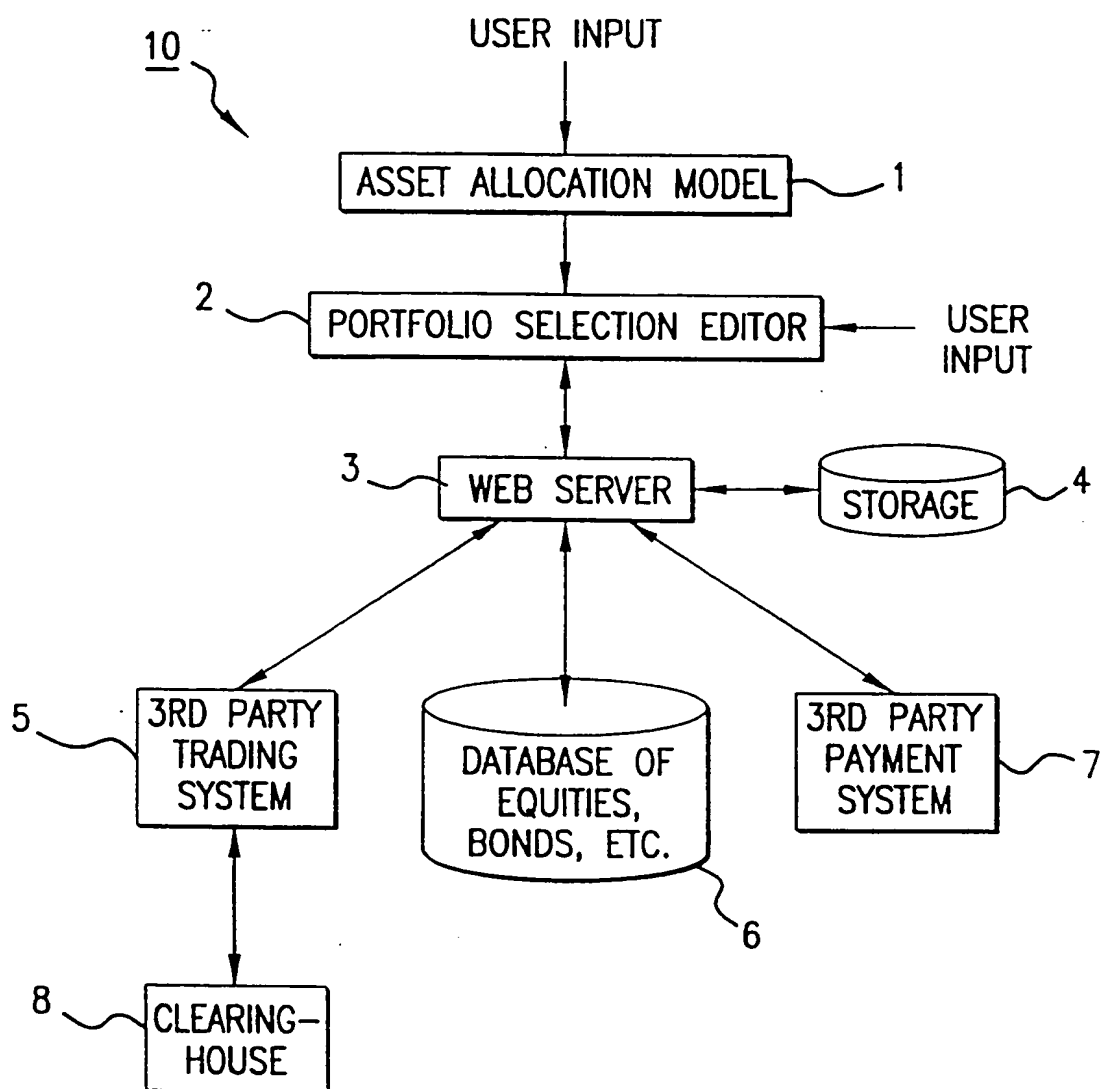 USER INPUT
10
ASSET ALLOCATION MODEL
1
2
PORTFOLIO SELECTION EDITOR
USER
INPUT
3
WEB SERVER
STORAGE
4
5
3RD PARTY
TRADING
SYSTEM
DATABASE OF
EQUITIES,
BONDS, ETC.
6
3RD PARTY
PAYMENT
SYSTEM
7
8
CLEARING–
HOUSE